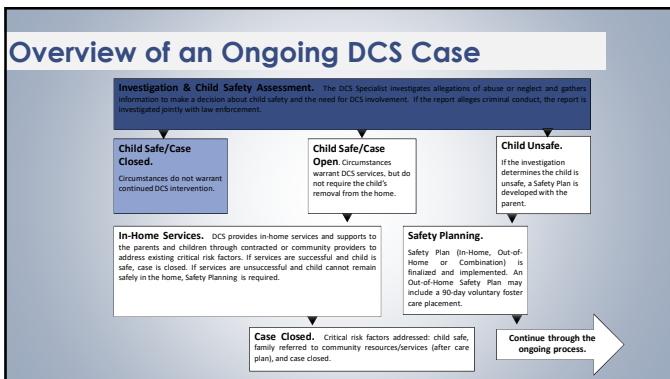 Overview of an Ongoing DCS Case
Investigation & Child Safety Assessment. The DCS Specialist investigates allegations of abuse or neglect and gathers
information to make a decision about child safety and the need for DCS involvement. If the report alleges criminal conduct, the report is
investigated jointly with law enforcement.
Child Safe/Case
Closed.
Circumstances do not warrant
continued DCS intervention.
Child Safe/Case
Open. Circumstances
warrant DCS services, but do
not require the child's
removal from the home.
Child Unsafe.
If the investigation
determines the child is
unsafe, a Safety Plan is
developed with the
parent.
In-Home Services. DCS provides in-home services and supports to
the parents and children through contracted or community providers to
address existing critical risk factors. If services are successful and child is
safe, case is closed. If services are unsuccessful and child cannot remain
safely in the home, Safety Planning is required.
Safety Planning.
Safety Plan (In-Home, Out-of-
Home or Combination) is
finalized and implemented. An
Out-of-Home Safety Plan may
include a 90-day voluntary foster
care placement.
Case Closed. Critical risk factors addressed: child safe,
family referred to community resources/services (after care
plan), and case closed.
Continue through the
ongoing process.